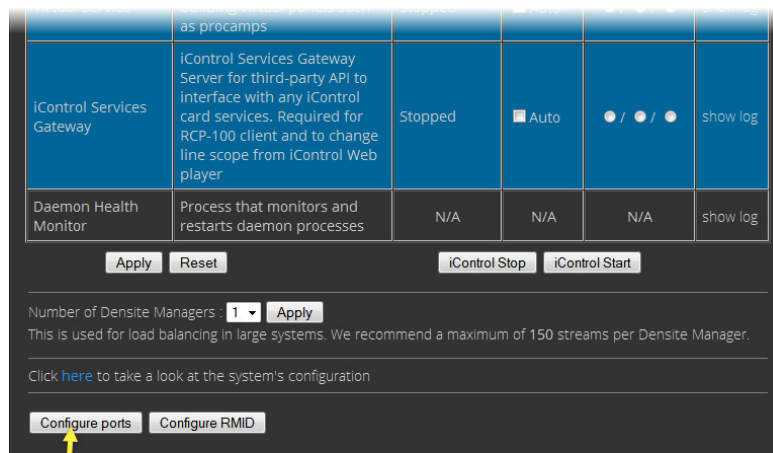 as procamps
iControl Services
Gateway
iControl Services Gateway
Server for third-party API to
interface with any iControl
card services. Required for
RCP-100 client and to change
line scope from iControl Web
player
Stopped
Auto
/ /
show log
Daemon Health
Monitor
Process that monitors and
restarts daemon processes
N/A
N/A
N/A
show log
Apply Reset iControl Stop iControl Start
Number of Densite Managers : 1 Apply
This is used for load balancing in large systems. We recommend a maximum of 150 streams per Densite Manager.
Click here to take a look at the system's configuration
Configure ports Configure RMID